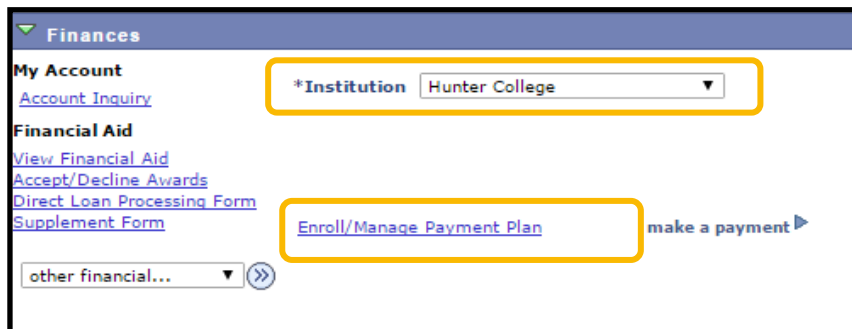 Finances
My Account
*Institution Hunter College
Account Inquiry
Financial Aid
View Financial Aid
Accept/Decline Awards
Direct Loan Processing Form
Supplement Form
Enroll/Manage Payment Plan
make a payment
other financial...